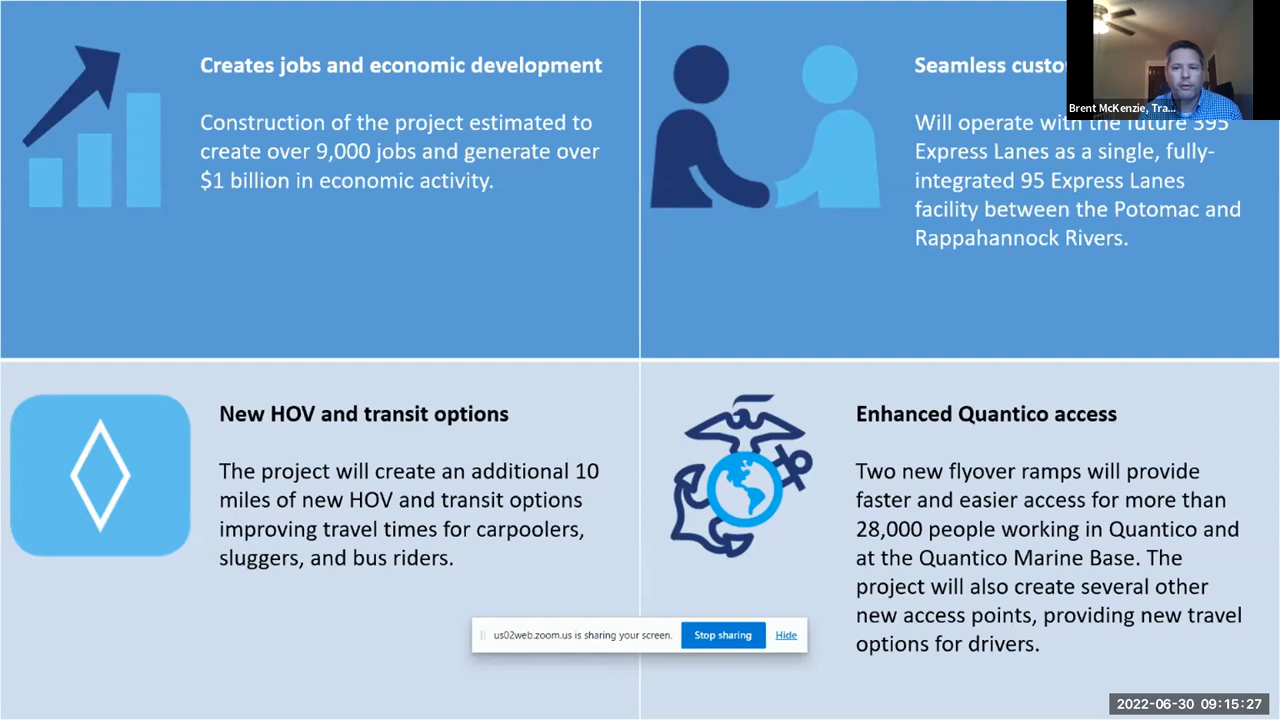 Creates jobs and economic development
Construction of the project estimated to
create over 9,000 jobs and generate over
$1 billion in economic activity.
Seamless custo
Brent McKenzie, Tra...
Will operate with the future 395
Express Lanes as a single, fully-
integrated 95 Express Lanes
facility between the Potomac and
Rappahannock Rivers.
New HOV and transit options
The project will create an additional 10
miles of new HOV and transit options
improving travel times for carpoolers,
sluggers, and bus riders.
Enhanced Quantico access
Two new flyover ramps will provide
faster and easier access for more than
28,000 people working in Quantico and
at the Quantico Marine Base. The
project will also create several other
new access points, providing new travel
options for drivers.
us02web.zoom.us is sharing your screen. Stop sharing Hide
2022-06-30 09:15:27